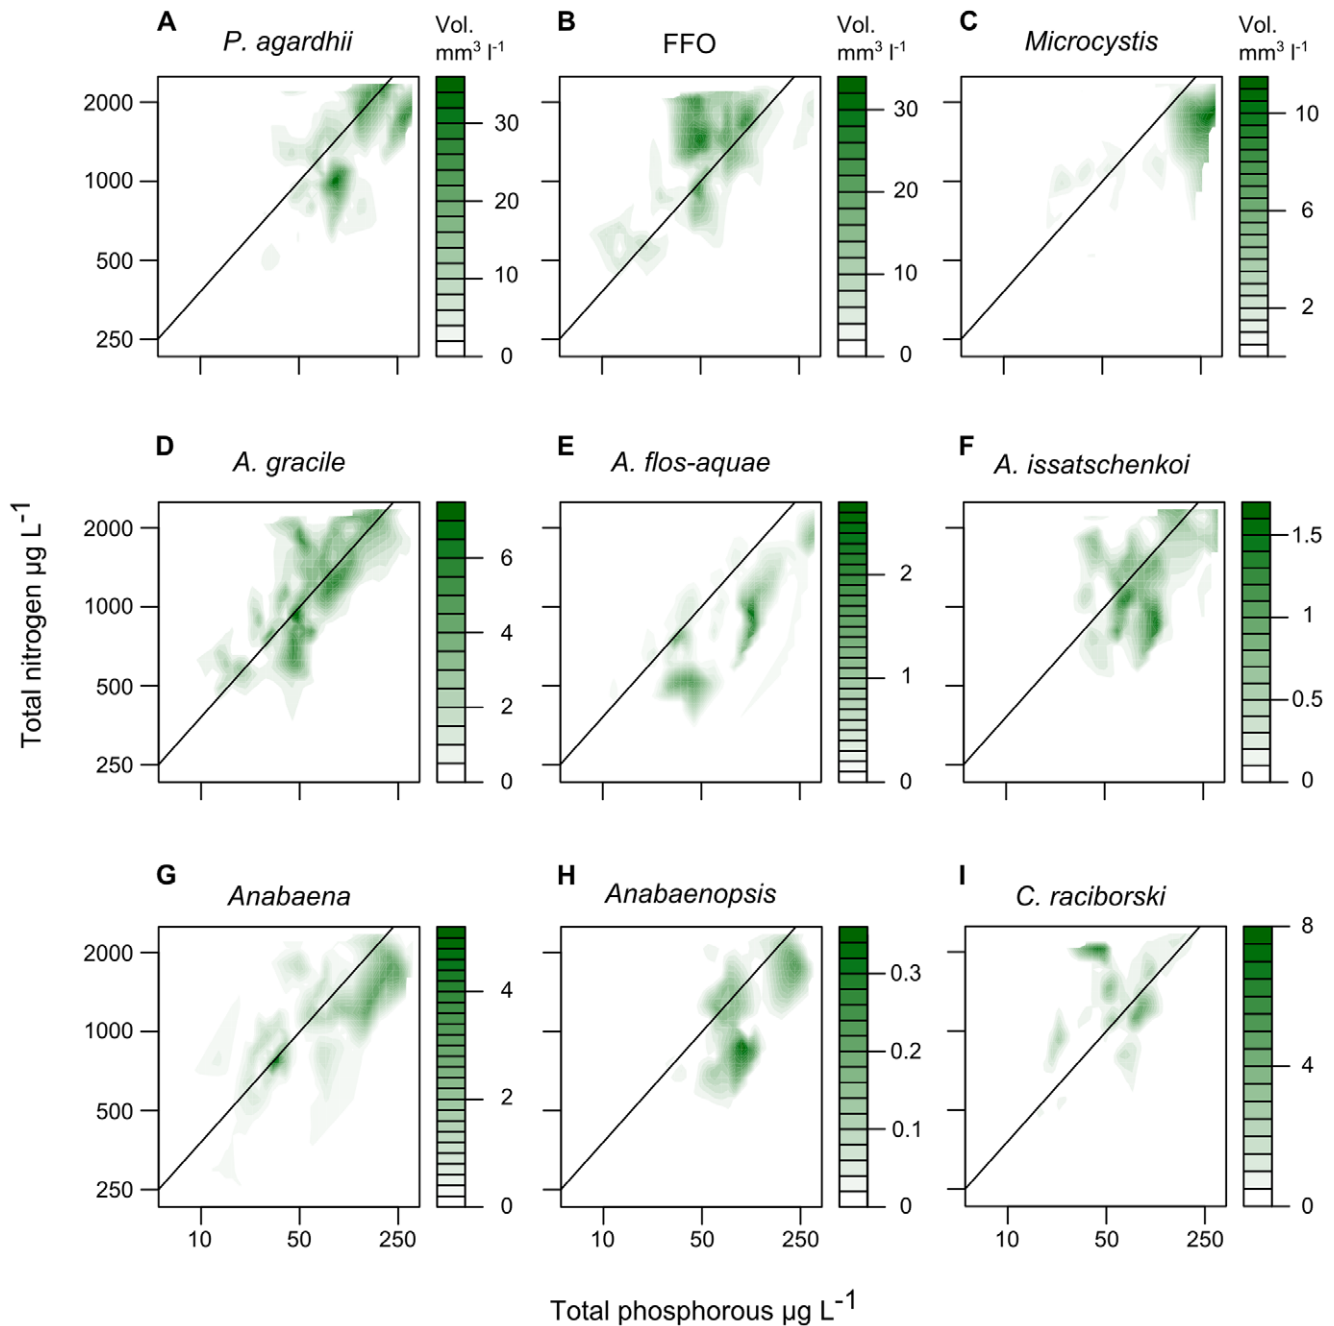 A
P. agardhii
Vol.
mm³ l⁻¹
B
FFO
Vol.
mm³ l⁻¹
C
Microcystis
Vol.
mm³ l⁻¹
2000
1000
500
250
30
20
10
0
30
20
10
0
10
6
2
D
A. gracile
E
A. flos-aquae
F
A. issatschenkoi
Total nitrogen µg L⁻¹
2000
1000
500
250
6
4
2
0
2
1
0
1.5
1
0.5
0
G
Anabaena
H
Anabaenopsis
I
C. raciborski
2000
1000
500
250
4
2
0
0.3
0.2
0.1
0
8
4
0
10 50 250
10 50 250
10 50 250
Total phosphorous µg L⁻¹